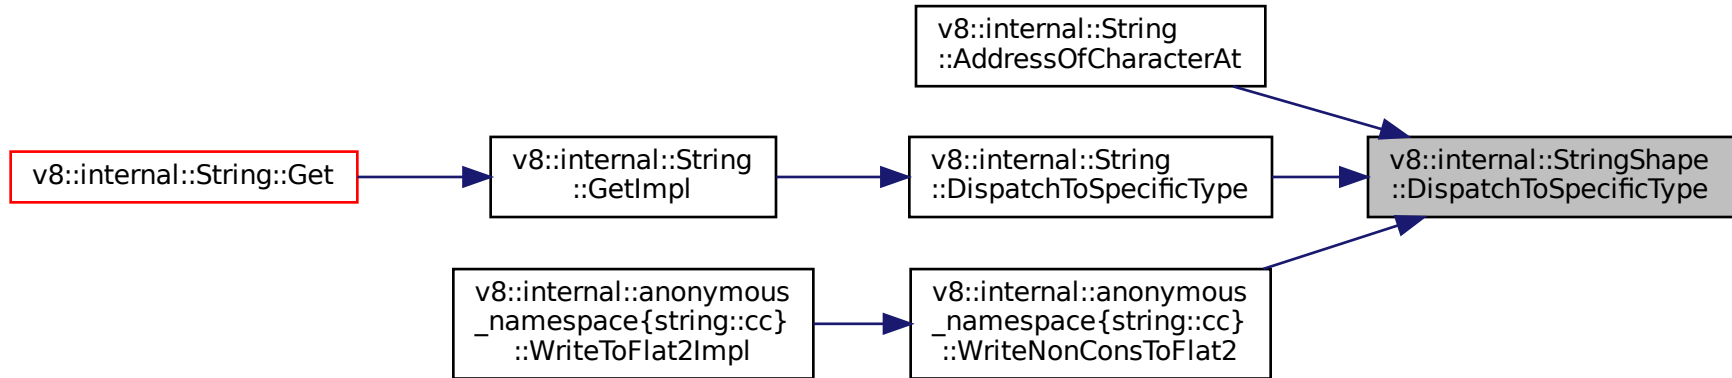 v8::internal::String
::AddressOfCharacterAt
v8::internal::String::Get
v8::internal::String
::GetImpl
v8::internal::String
::DispatchToSpecificType
v8::internal::StringShape
::DispatchToSpecificType
v8::internal::anonymous
_namespace{string::cc}
::WriteToFlat2Impl
v8::internal::anonymous
_namespace{string::cc}
::WriteNonConsToFlat2